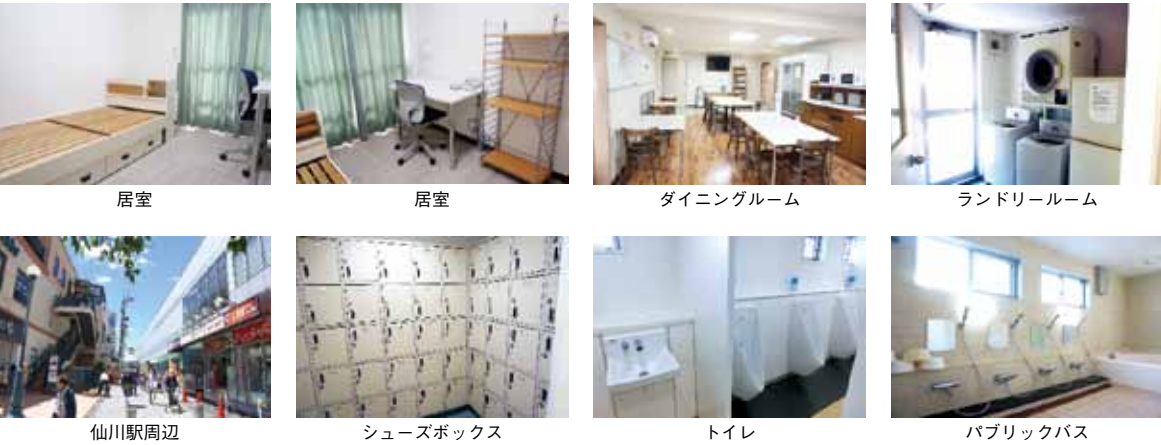 居室
居室
ダイニングルーム
ランドリールーム
仙川駅周辺
シューズボックス
トイレ
パブリックバス